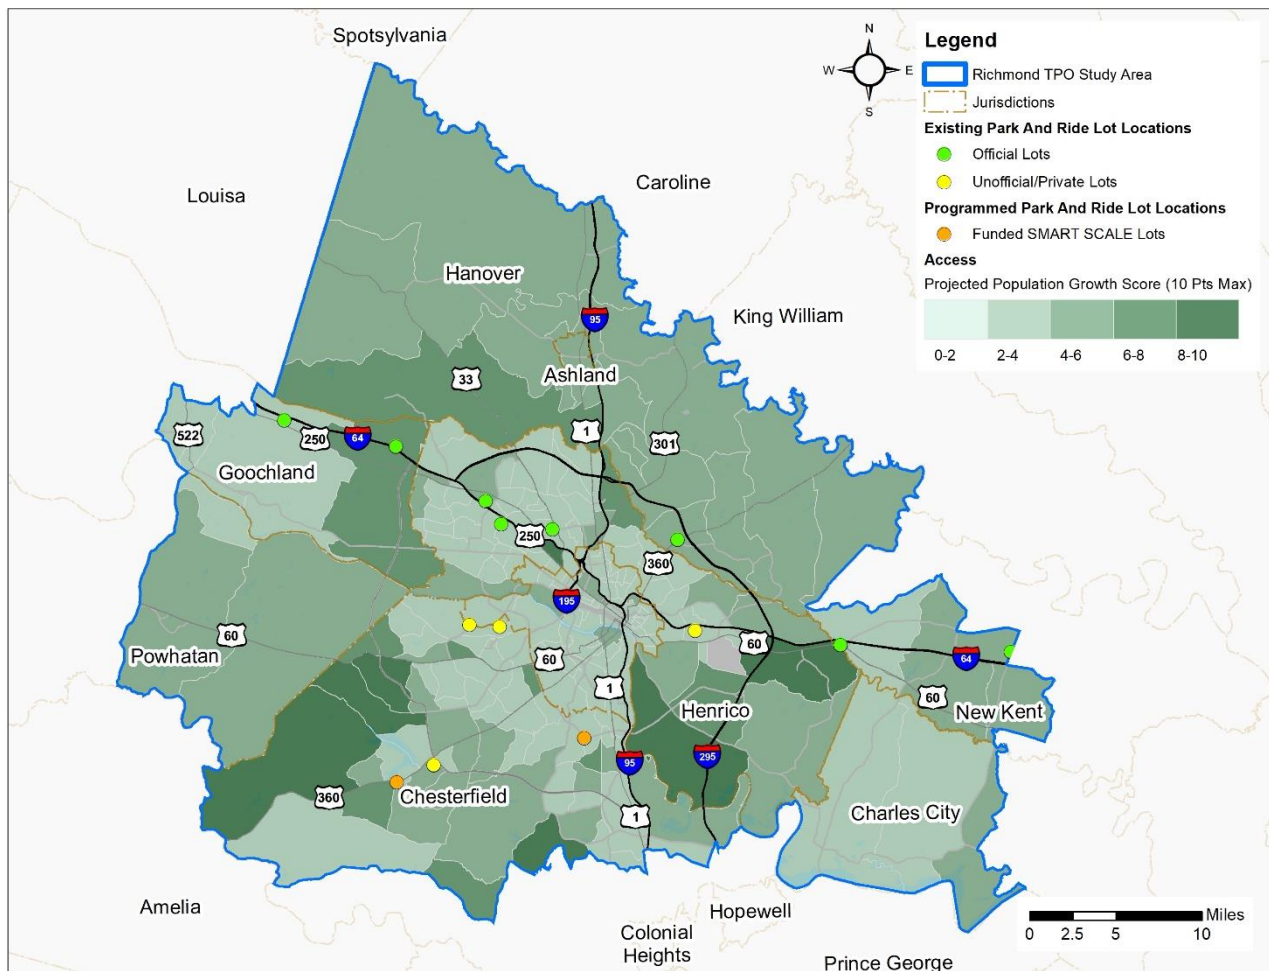 Spotsylvania
N
W
E
S
Legend
Richmond TPO Study Area
Jurisdictions
Existing Park And Ride Lot Locations
Official Lots
Unofficial/Private Lots
Programmed Park And Ride Lot Locations
Funded SMART SCALE Lots
Access
Projected Population Growth Score (10 Pts Max)
0-2 2-4 4-6 6-8 8-10
Louisa
Caroline
Hanover
King William
95
33
Ashland
522
250
64
1
301
Goochland
250
360
195
60
60
60
Powhatan
64
60
1
Henrico
New Kent
95
295
360
Chesterfield
1
Charles City
Amelia
Hopewell
Colonial
Heights
Prince George
Miles
0 2.5 5 10